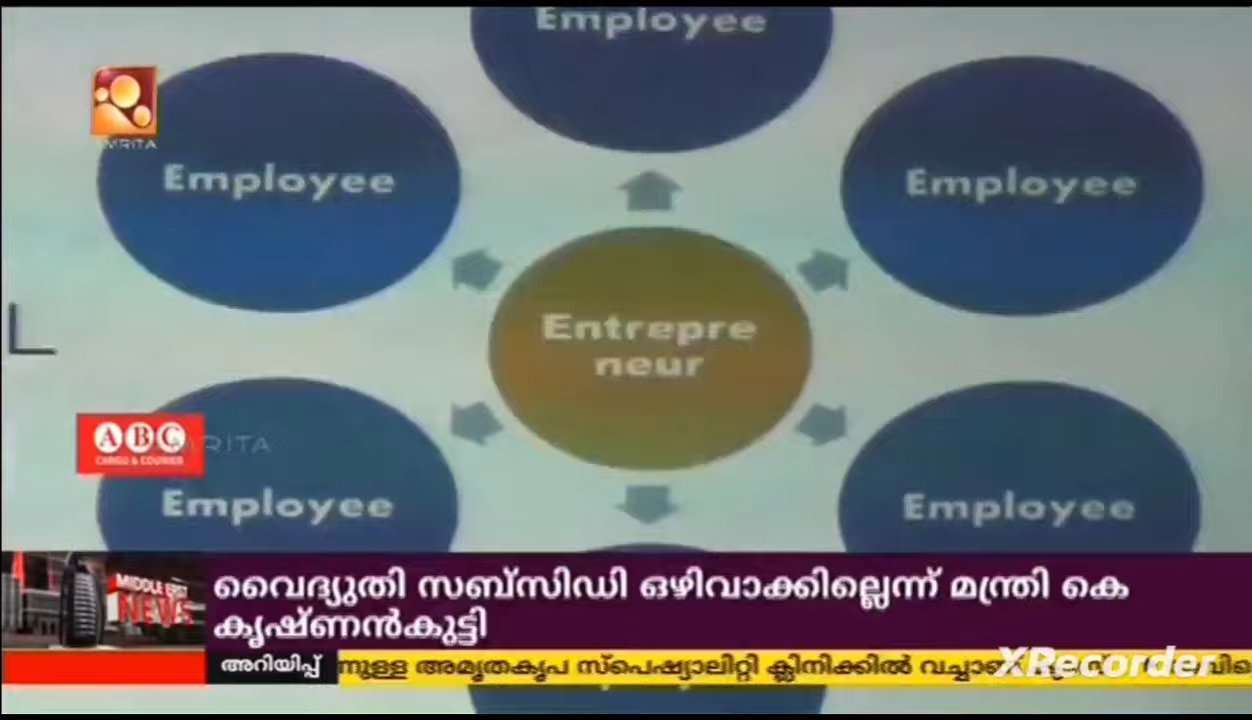 Employee
AMRITA
Employee
Employee
Entrepre
neur
ABC
CARGO & COURIER
Employee
Employee
MIDDLE EAST
NEWS
വൈദ്യുതി സബ്സിഡി ഒഴിവാക്കില്ലെന്ന് മന്ത്രി കെ
കൃഷ്ണൻകുട്ടി
അറിയിപ്പ്
ന്നുള്ള അമൃതകൃപ സ്പെഷ്യാലിറ്റി ക്ലിനിക്കിൽ
XRecorder